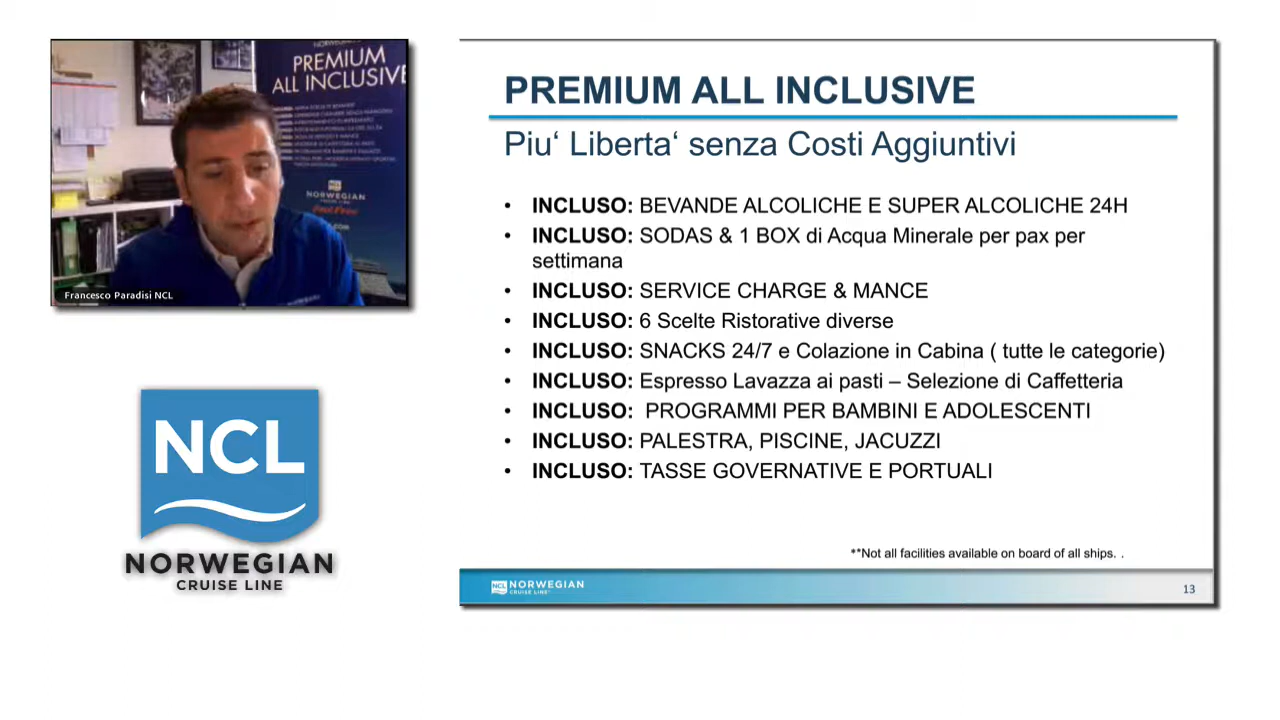 PREMIUM
ALL INCLUSIVE
NORWEGIAN
Francesco Paradisi NCL
NCL
NORWEGIAN
CRUISE LINE
PREMIUM ALL INCLUSIVE
Piu‘ Liberta‘ senza Costi Aggiuntivi
• INCLUSO: BEVANDE ALCOLICHE E SUPER ALCOLICHE 24H
• INCLUSO: SODAS & 1 BOX di Acqua Minerale per pax per
settimana
• INCLUSO: SERVICE CHARGE & MANCE
• INCLUSO: 6 Scelte Ristorative diverse
• INCLUSO: SNACKS 24/7 e Colazione in Cabina ( tutte le categorie)
• INCLUSO: Espresso Lavazza ai pasti – Selezione di Caffetteria
• INCLUSO: PROGRAMMI PER BAMBINI E ADOLESCENTI
• INCLUSO: PALESTRA, PISCINE, JACUZZI
• INCLUSO: TASSE GOVERNATIVE E PORTUALI
**Not all facilities available on board of all ships. .
NCL NORWEGIAN
CRUISE LINE
13